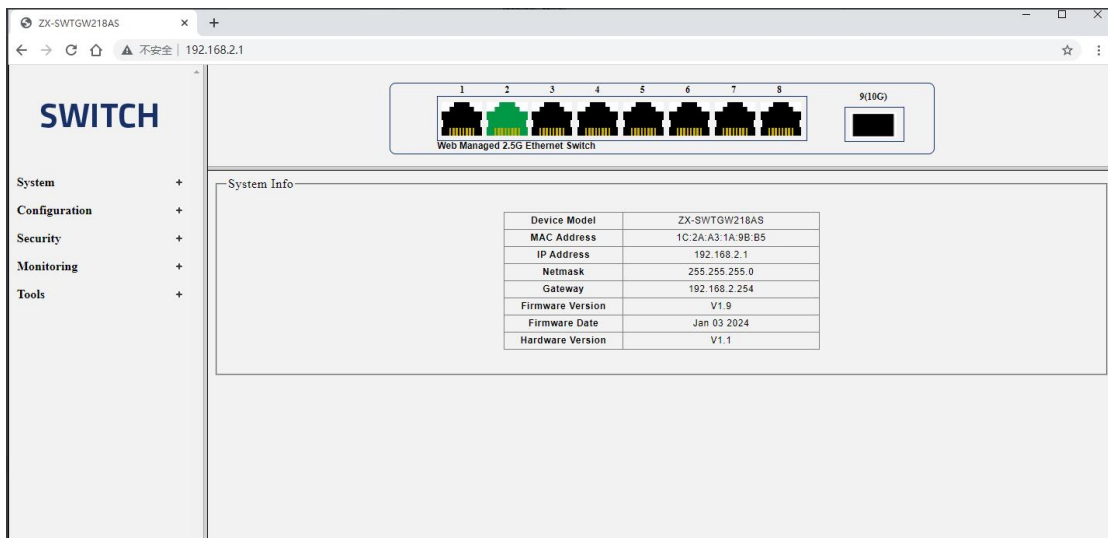 ZX-SWTGW218AS
不安全 192.168.2.1
SWITCH
System +
Configuration +
Security +
Monitoring +
Tools +
1 2 3 4 5 6 7 8 9(10G)
Web Managed 2.5G Ethernet Switch
System Info
Device Model ZX-SWTGW218AS
MAC Address 1C:2A:A3:1A:9B:B5
IP Address 192.168.2.1
Netmask 255.255.255.0
Gateway 192.168.2.254
Firmware Version V1.9
Firmware Date Jan 03 2024
Hardware Version V1.1